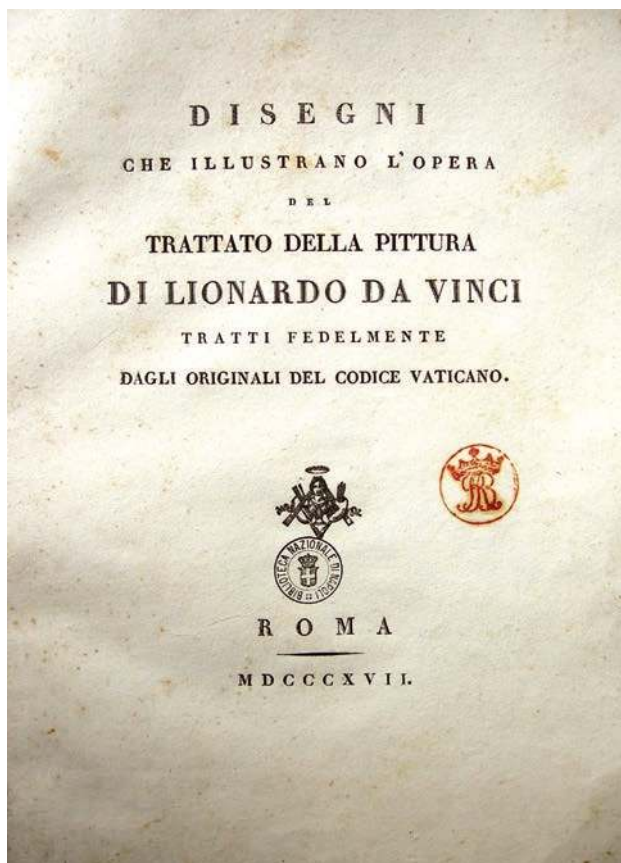 DISEGNI
CHE ILLUSTRANO L'OPERA
DEL
TRATTATO DELLA PITTURA
DI LIONARDO DA VINCI
TRATTI FEDELMENTE
DAGLI ORIGINALI DEL CODICE VATICANO.
BIBLIOTECA NAZIONALE DI NAPOLI
ROMA
MDCCCXVII.